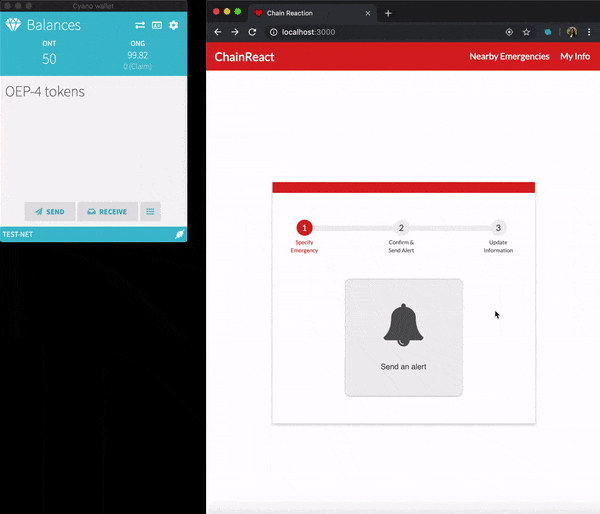 Cyano wallet
Balances
ONT
ONG
50
99.82
0 (Claim)
OEP-4 tokens
SEND
RECEIVE
TEST-NET
Chain Reaction
localhost:3000
ChainReact
Nearby Emergencies
My Info
1
2
3
Specify
Emergency
Confirm &
Send Alert
Update
Information
Send an alert